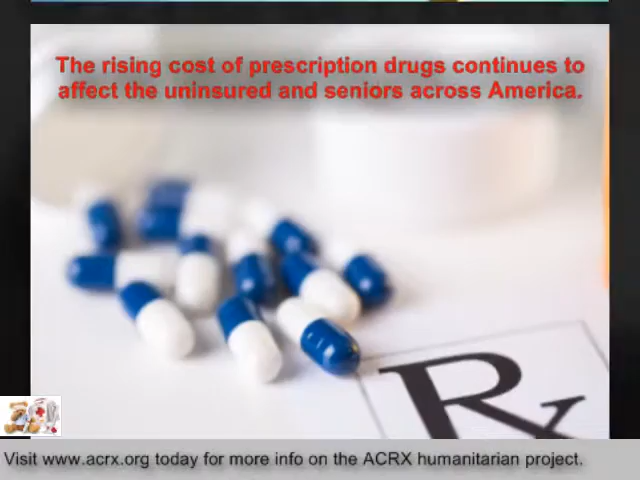 The rising cost of prescription drugs continues to
affect the uninsured and seniors across America.
Rx
Visit www.acrx.org today for more info on the ACRX humanitarian project.